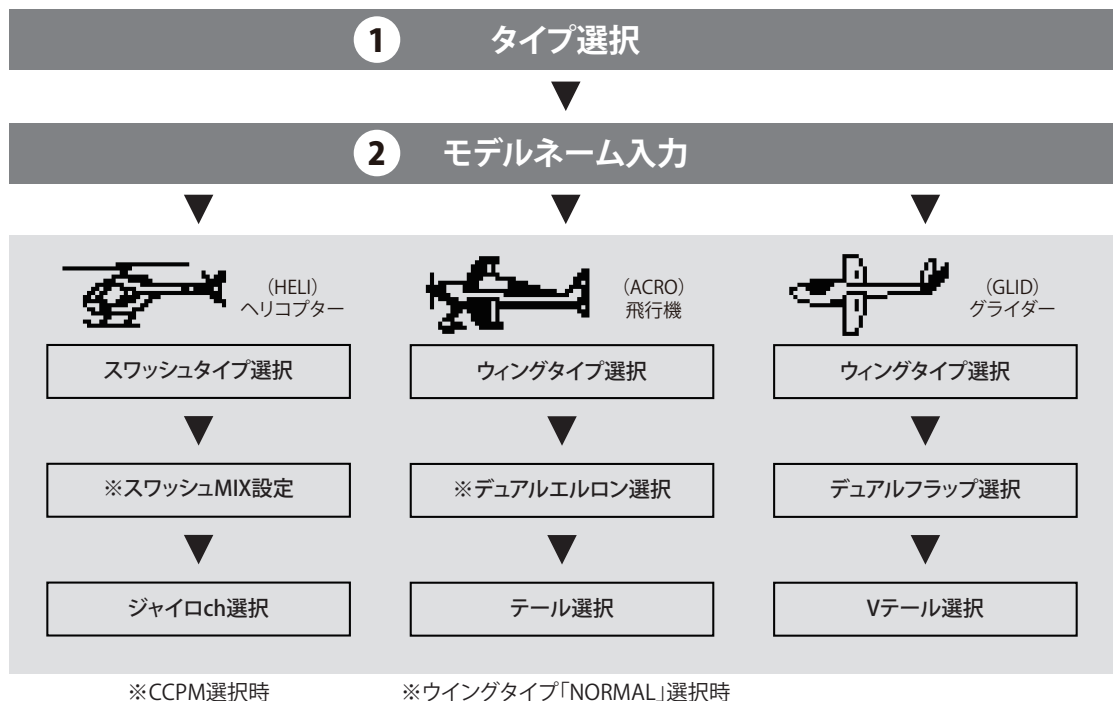 1 タイプ選択
2 モデルネーム入力
(HELI)
ヘリコプター
(ACRO)
飛行機
(GLID)
グライダー
スワッシュタイプ選択
ウィングタイプ選択
ウィングタイプ選択
※スワッシュMIX設定
※デュアルエルロン選択
デュアルフラップ選択
ジャイロch選択
テール選択
Vテール選択
※CCPM選択時
※ウイングタイプ「NORMAL」選択時